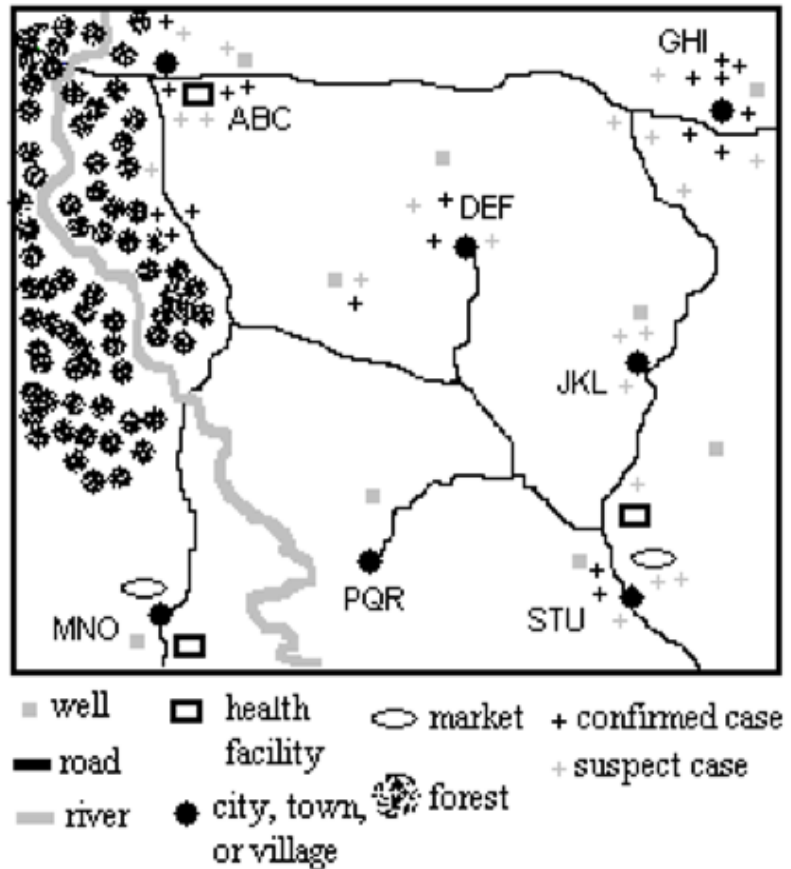 GHI
ABC
DEF
JKL
PQR
MNO
STU
well
health
facility
market
confirmed case
road
suspect case
river
city, town,
or village
forest